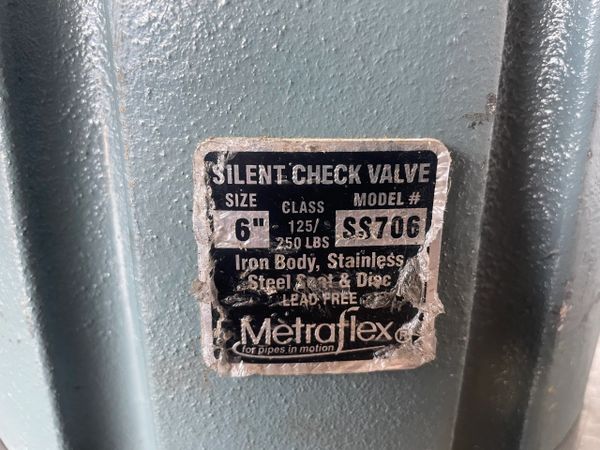 SILENT CHECK VALVE
SIZE CLASS MODEL #
6" 125/ SS706
250 LBS
Iron Body, Stainless
Steel Seat & Disc
LEAD FREE
Metraflex®
for pipes in motion